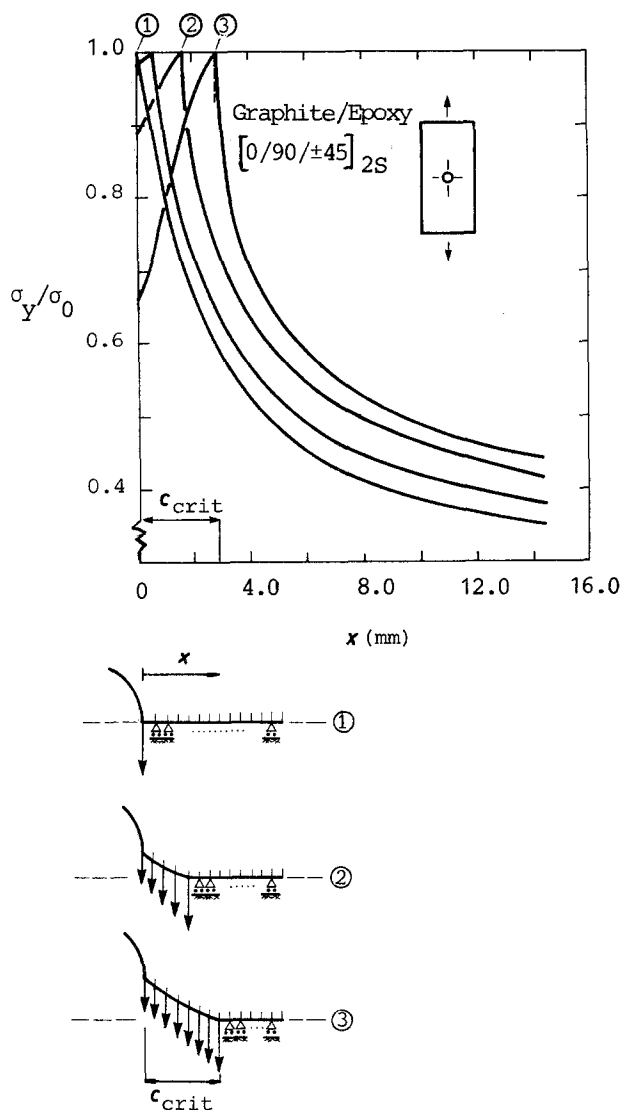 ① ② ③
1.0
Graphite/Epoxy
[0/90/±45]2S
0.8
σy/σ0
0.6
0.4
ccrit
0 4.0 8.0 12.0 16.0
x (mm)
x
①
②
③
ccrit